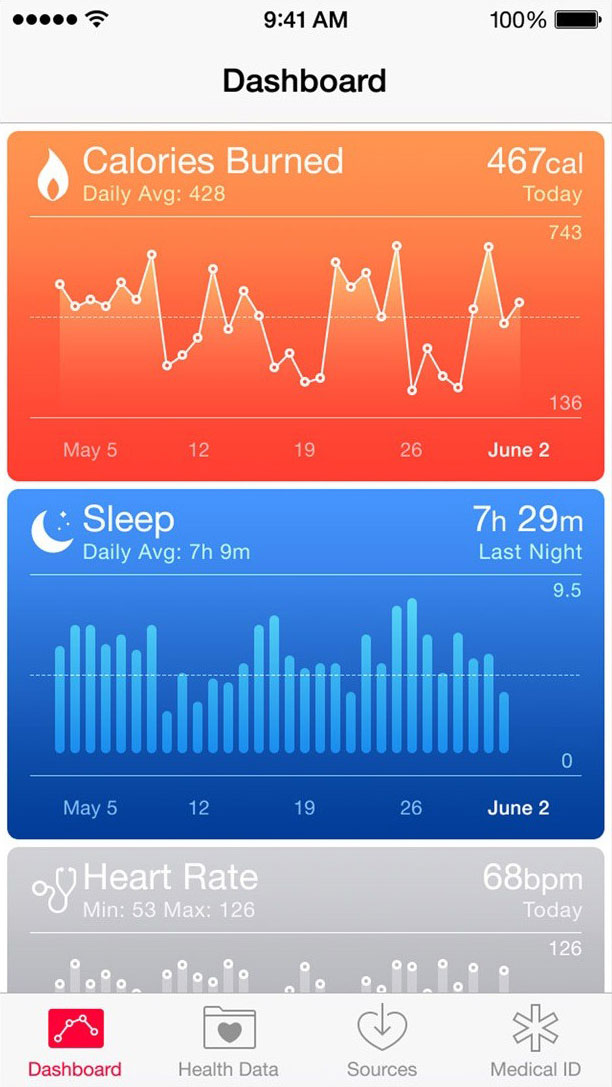 9:41 AM 100%
Dashboard
Calories Burned 467cal
Daily Avg: 428 Today
743
136
May 5 12 19 26 June 2
Sleep 7h 29m
Daily Avg: 7h 9m Last Night
9.5
0
May 5 12 19 26 June 2
Heart Rate 68bpm
Min: 53 Max: 126 Today
126
Dashboard Health Data Sources Medical ID